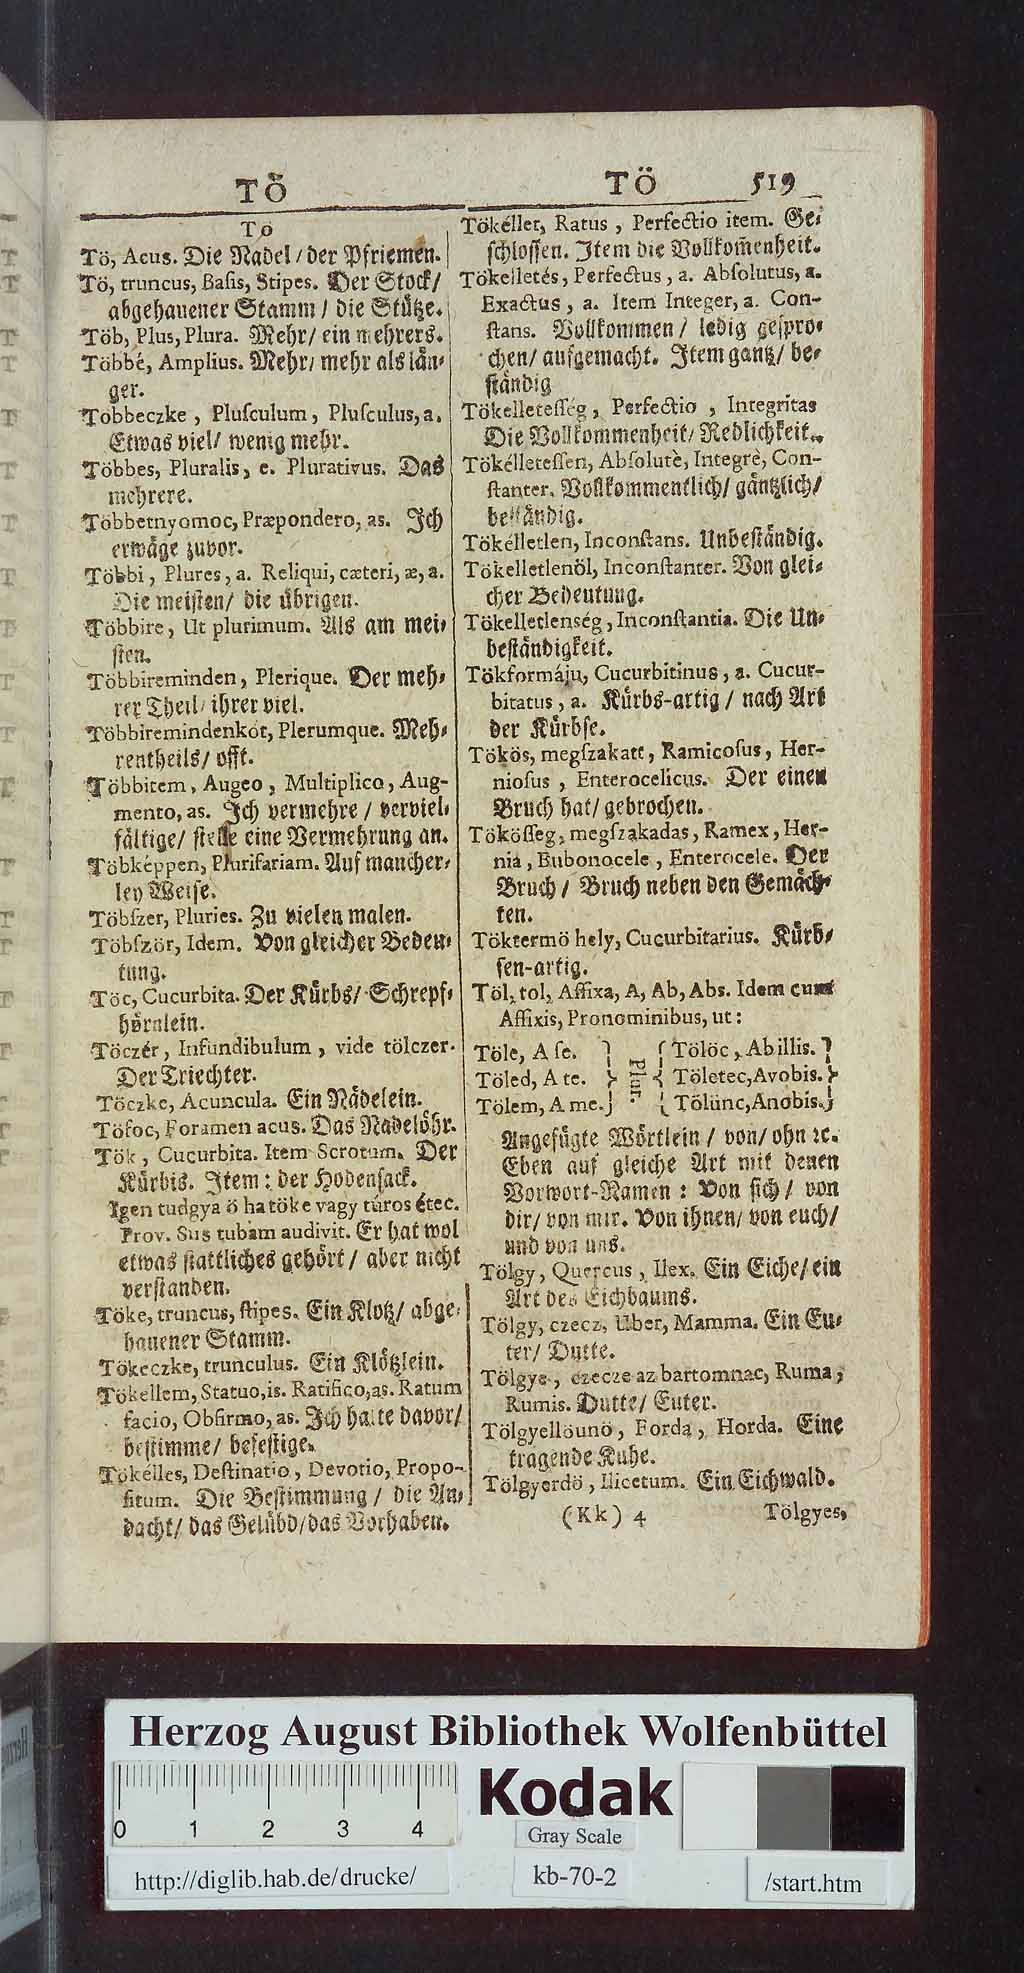 TÖ
TÖ 519
Tö
Tö, Acus. Die Nadel / der Pfriemen.
Tö, truncus, Baſis, Stipes. Der Stock /
abgehauener Stamm / die Stütze.
Töb, Plus, Plura. Mehr / ein mehrers.
Többé, Amplius. Mehr / mehr als län-
ger.
Többeczke, Pluſculum, Pluſculus, a.
Etwas viel / wenig mehr.
Többes, Pluralis, e. Plurativus. Das
mehrere.
Többetnyomoc, Præpondero, as. Ich
erwäge zuvor.
Többi, Plures, a. Reliqui, cæteri, æ, a.
Die meisten / die übrigen.
Többire, Ut plurimum. Als am mei-
sten.
Többireminden, Plerique. Der meh-
rer Theil / ihrer viel.
Többiremindenkót, Plerumque. Meh-
rentheils / offt.
Többitem, Augeo, Multiplico, Aug-
mento, as. Ich vermehre / verviel-
fältige / stelle eine Vermehrung an.
Többképpen, Plurifariam. Auf mancher-
ley Weise.
Töbſzer, Pluries. Zu vielen malen.
Töbſzör, Idem. Von gleicher Bedeu-
tung.
Töc, Cucurbita. Der Kürbs / Schrepf-
hörnlein.
Töczér, Infundibulum, vide tölczer.
Der Triechter.
Töczke, Acuncula. Ein Nädelein.
Töfoc, Foramen acus. Das Nadelöhr.
Tök, Cucurbita. Item Scrotum. Der
Kürbis. Item: der Hodensack.
Igen tudgya ö ha töke vagy túros étec.
Prov. Sus tubam audivit. Er hat wol
etwas stattliches gehört / aber nicht
verstanden.
Töke, truncus, ſtipes. Ein Klotz / abge-
hauener Stamm.
Tökeczke, trunculus. Ein Klötzlein.
Tökellem, Statuo, is. Ratifico, as. Ratum
facio, Obfirmo, as. Ich halte davor /
bestimme / befestige.
Tökélles, Deſtinatio, Devotio, Propo-
ſitum. Die Bestimmung / die An-
dacht / das Gelübd / das Vorhaben.
Tökéllet, Ratus, Perfectio item. Ge-
schlossen. Item die Vollkom̃enheit.
Tökelletés, Perfectus, a. Abſolutus, a.
Exactus, a. Item Integer, a. Con-
ſtans. Vollkommen / ledig gespro-
chen / aufgemacht. Item gantz / be-
ständig
Tökelleteſſég, Perfectio, Integritas
Die Vollkommenheit / Redlichkeit.
Tökélleteſſen, Abſolutè, Integrè, Con-
ſtanter. Vollkommentlich / gäntzlich /
beständig.
Tökélletlen, Inconſtans. Unbeständig.
Tökelletlenöl, Inconſtanter. Von glei-
cher Bedeutung.
Tökelletlenség, Inconſtantia. Die Un-
beständigkeit.
Tökformáju, Cucurbitinus, a. Cucur-
bitatus, a. Kürbs-artig / nach Art
der Kürbse.
Tökös, megſzakatt, Ramicoſus, Her-
nioſus, Enterocelicus. Der einen
Bruch hat / gebrochen.
Tököſſeg, megſzakadas, Ramex, Her-
nia, Bubonocele, Enterocele. Der
Bruch / Bruch neben den Gemäch-
ten.
Töktermö hely, Cucurbitarius. Kürb-
sen-artig.
Töl, tol, Affixa, A, Ab, Abs. Idem cum
Affixis, Pronominibus, ut:
Töle, A ſe. } Plur. { Tölöc, Ab illis. }
Töled, A te. } { Töletec, Avobis. }
Tölem, A me. } { Tölünc, Anobis. }
Angefügte Wörtlein / von / ohn ꝛc.
Eben auf gleiche Art mit denen
Vorwort-Namen: Von sich / von
dir / von mir. Von ihnen / von euch /
und von uns.
Tölgy, Quercus, Ilex. Ein Eiche / ein
Art des Eichbaums.
Tölgy, czecz, Uber, Mamma. Ein Eu-
ter / Dutte.
Tölgye, czecze az bartomnac, Ruma,
Rumis. Dutte / Euter.
Tölgyellöunö, Forda, Horda. Eine
tragende Kuhe.
Tölgyerdö, Ilicetum. Ein Eichwald.
(Kk) 4 Tölgyes,
Herzog August Bibliothek Wolfenbüttel
0 1 2 3 4
Kodak
Gray Scale
http://diglib.hab.de/drucke/
kb-70-2
/start.htm